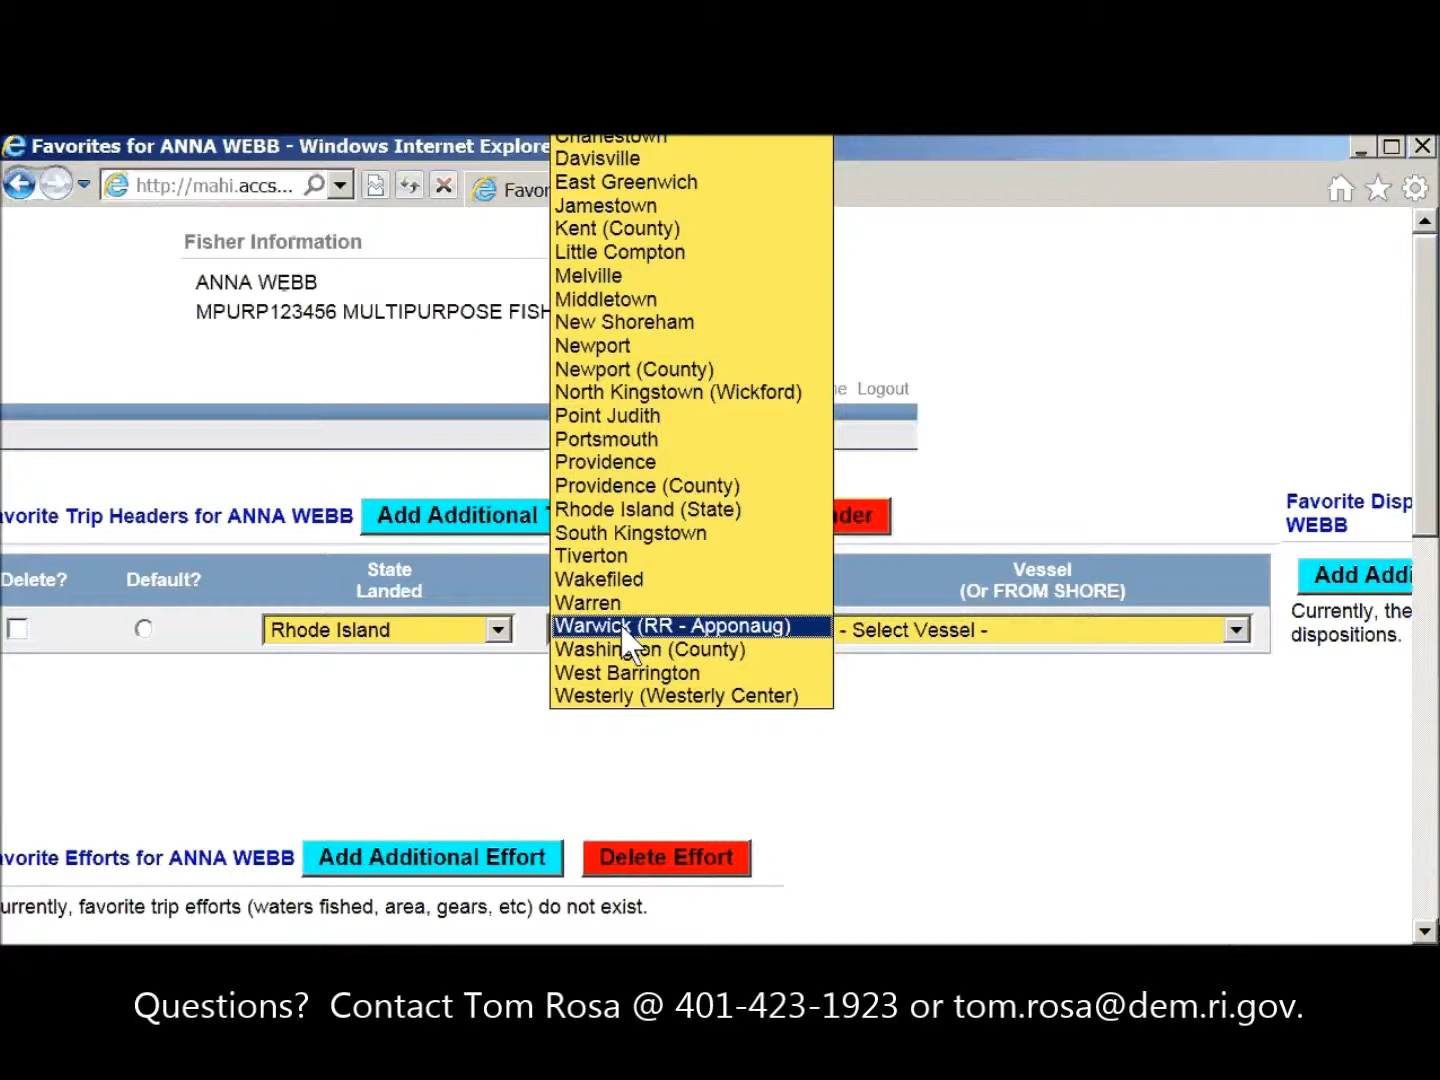 Favorites for ANNA WEBB - Windows Internet Explore
http://mahi.accs...
Favor
Fisher Information
ANNA WEBB
MPURP123456 MULTIPURPOSE FISH
Logout
Charlestown
Davisville
East Greenwich
Jamestown
Kent (County)
Little Compton
Melville
Middletown
New Shoreham
Newport
Newport (County)
North Kingstown (Wickford)
Point Judith
Portsmouth
Providence
Providence (County)
Rhode Island (State)
South Kingstown
Tiverton
Wakefiled
Warren
Warwick (RR - Apponaug)
Washington (County)
West Barrington
Westerly (Westerly Center)
vorite Trip Headers for ANNA WEBB
Add Additional
der
Favorite Disp
WEBB
Delete?
Default?
State
Landed
Vessel
(Or FROM SHORE)
Add Addi
Rhode Island
- Select Vessel -
Currently, the
dispositions.
vorite Efforts for ANNA WEBB
Add Additional Effort
Delete Effort
urrently, favorite trip efforts (waters fished, area, gears, etc) do not exist.
Questions? Contact Tom Rosa @ 401-423-1923 or tom.rosa@dem.ri.gov.